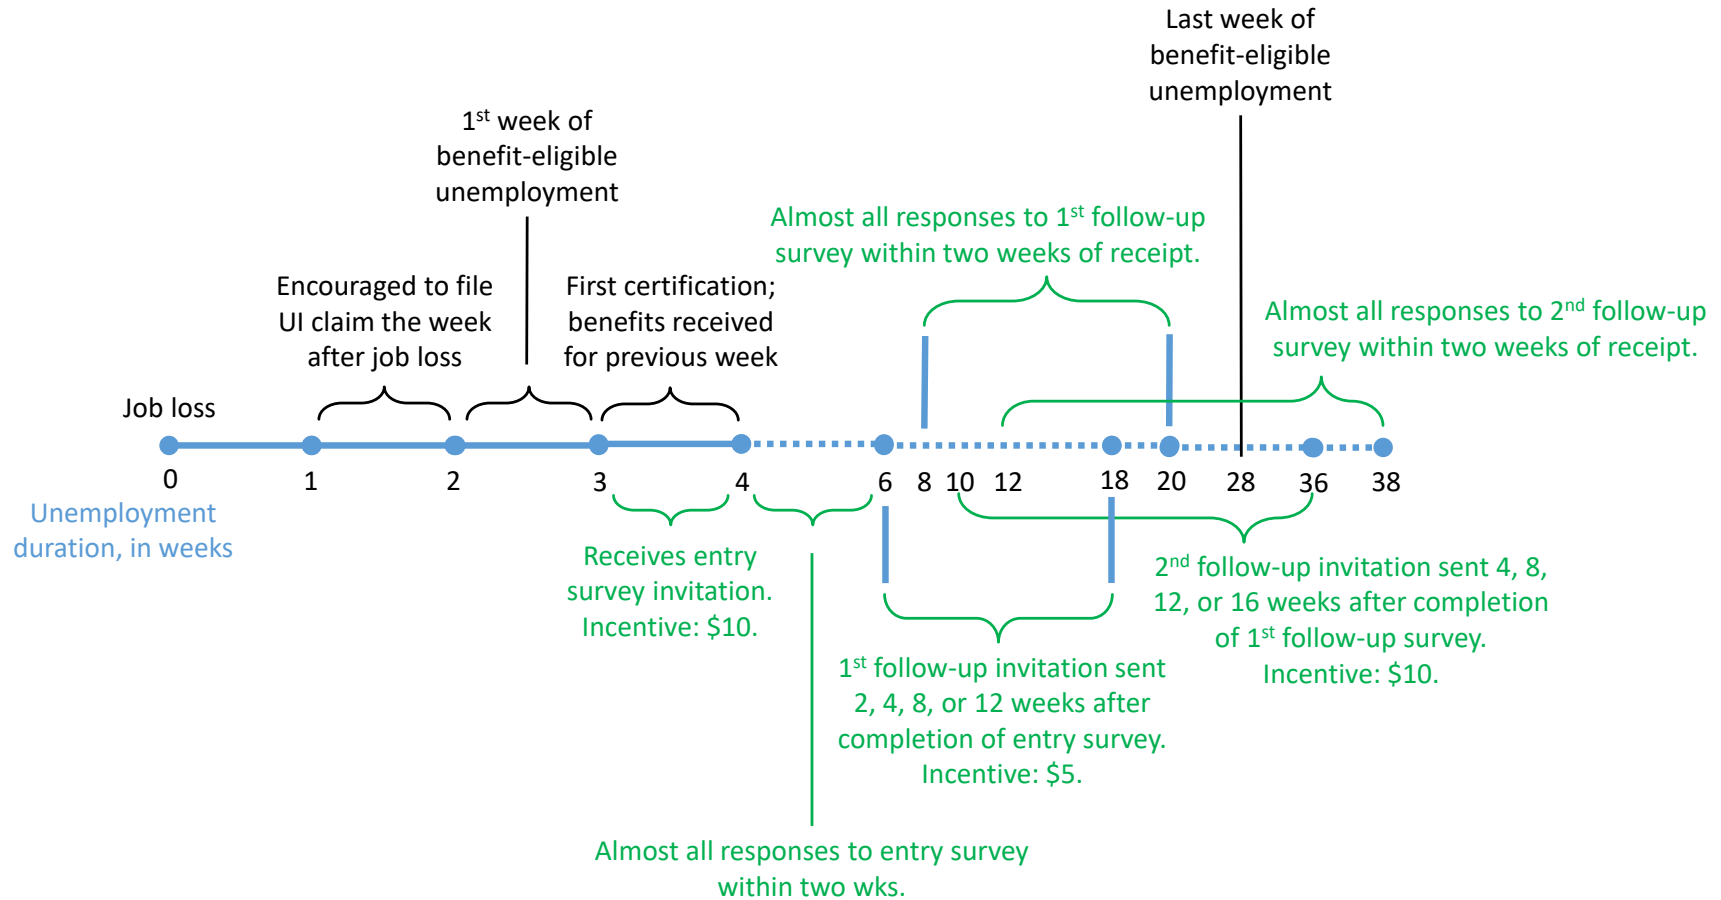 Last week of
benefit-eligible
unemployment
1st week of
benefit-eligible
unemployment
Almost all responses to 1st follow-up
survey within two weeks of receipt.
Encouraged to file
UI claim the week
after job loss
First certification;
benefits received
for previous week
Almost all responses to 2nd follow-up
survey within two weeks of receipt.
Job loss
0 1 2 3 4 6 8 10 12 18 20 28 36 38
Unemployment
duration, in weeks
Receives entry
survey invitation.
Incentive: $10.
2nd follow-up invitation sent 4, 8,
12, or 16 weeks after completion
of 1st follow-up survey.
Incentive: $10.
1st follow-up invitation sent
2, 4, 8, or 12 weeks after
completion of entry survey.
Incentive: $5.
Almost all responses to entry survey
within two wks.